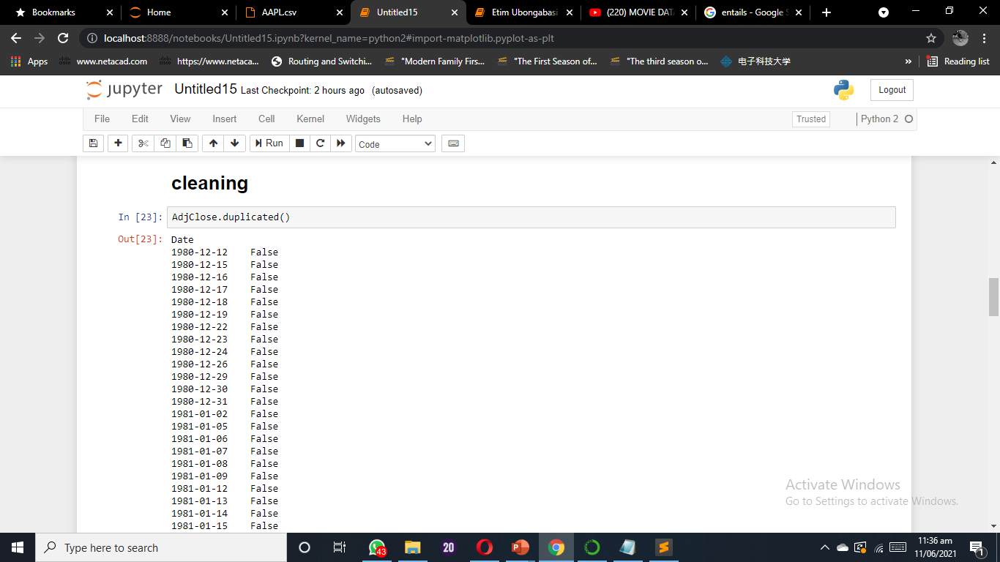 Bookmarks Home AAPL.csv Untitled15 Etim Ubongabasi (220) MOVIE DATA entails - Google S
localhost:8888/notebooks/Untitled15.ipynb?kernel_name=python2#import-matplotlib.pyplot-as-plt
Apps www.netacad.com https://www.netaca... Routing and Switchi... "Modern Family Firs... "The First Season of... "The third season o... 电子科技大学 » Reading list
jupyter Untitled15 Last Checkpoint: 2 hours ago (autosaved) Logout
File Edit View Insert Cell Kernel Widgets Help Trusted Python 2
Run Code
cleaning
In [23]: AdjClose.duplicated()
Out[23]: Date
1980-12-12 False
1980-12-15 False
1980-12-16 False
1980-12-17 False
1980-12-18 False
1980-12-19 False
1980-12-22 False
1980-12-23 False
1980-12-24 False
1980-12-26 False
1980-12-29 False
1980-12-30 False
1980-12-31 False
1981-01-02 False
1981-01-05 False
1981-01-06 False
1981-01-07 False
1981-01-08 False
1981-01-09 False
1981-01-12 False
1981-01-13 False
1981-01-14 False
1981-01-15 False
Activate Windows
Go to Settings to activate Windows.
Type here to search 43 20 11:36 am
11/06/2021 1